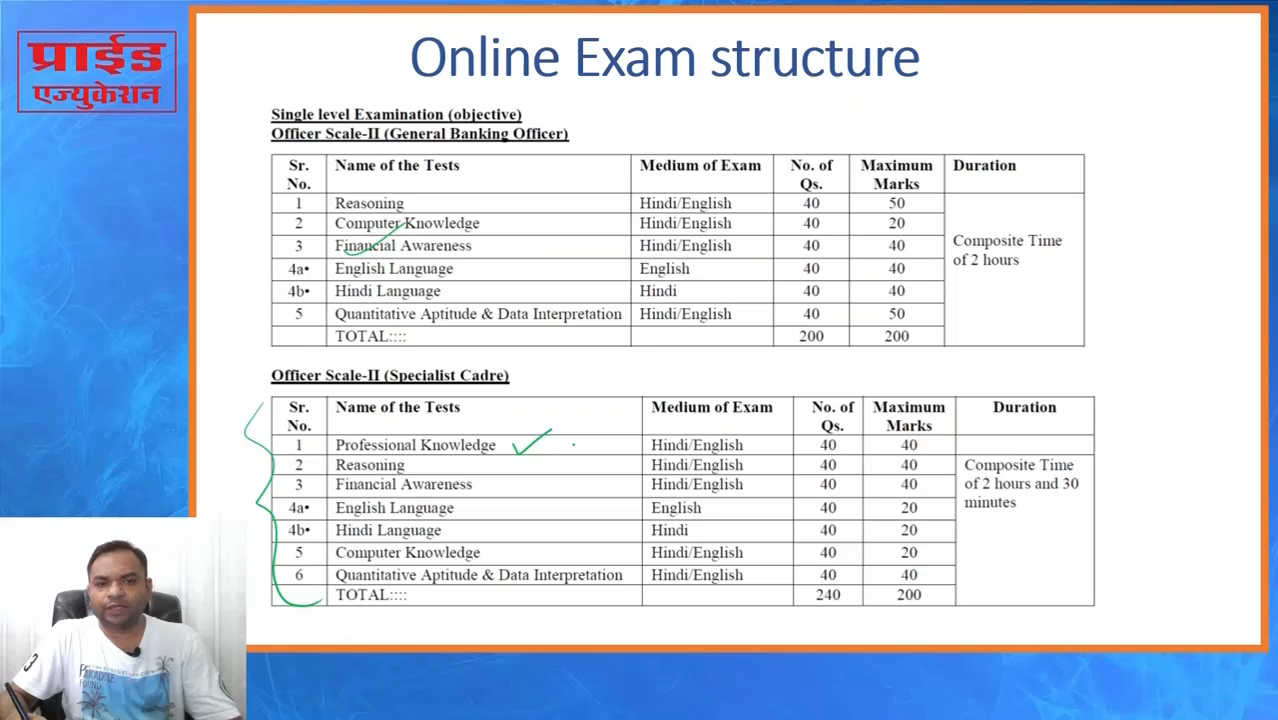 प्राईड
एज्युकेशन
Online Exam structure
Single level Examination (objective)
Officer Scale-II (General Banking Officer)
Sr. No. Name of the Tests Medium of Exam No. of Qs. Maximum Marks Duration
1 Reasoning Hindi/English 40 50
2 Computer Knowledge Hindi/English 40 20
3 Financial Awareness Hindi/English 40 40 Composite Time of 2 hours
4a• English Language English 40 40
4b• Hindi Language Hindi 40 40
5 Quantitative Aptitude & Data Interpretation Hindi/English 40 50
TOTAL:::: 200 200
Officer Scale-II (Specialist Cadre)
Sr. No. Name of the Tests Medium of Exam No. of Qs. Maximum Marks Duration
1 Professional Knowledge Hindi/English 40 40
2 Reasoning Hindi/English 40 40 Composite Time of 2 hours and 30 minutes
3 Financial Awareness Hindi/English 40 40
4a• English Language English 40 20
4b• Hindi Language Hindi 40 20
5 Computer Knowledge Hindi/English 40 20
6 Quantitative Aptitude & Data Interpretation Hindi/English 40 40
TOTAL:::: 240 200
3
PARADISE
FOUND